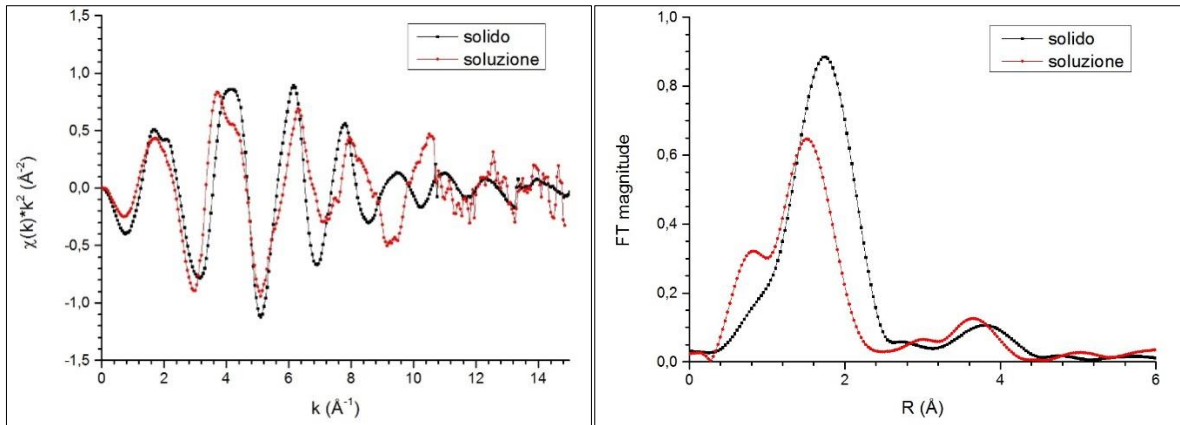 1,5
1,0
0,5
0,0
-0,5
-1,0
-1,5
0 2 4 6 8 10 12 14
χ(k)*k² (Å⁻²)
k (Å⁻¹)
solido
soluzione
1,0
0,8
0,6
0,4
0,2
0,0
0 2 4 6
FT magnitude
R (Å)
solido
soluzione